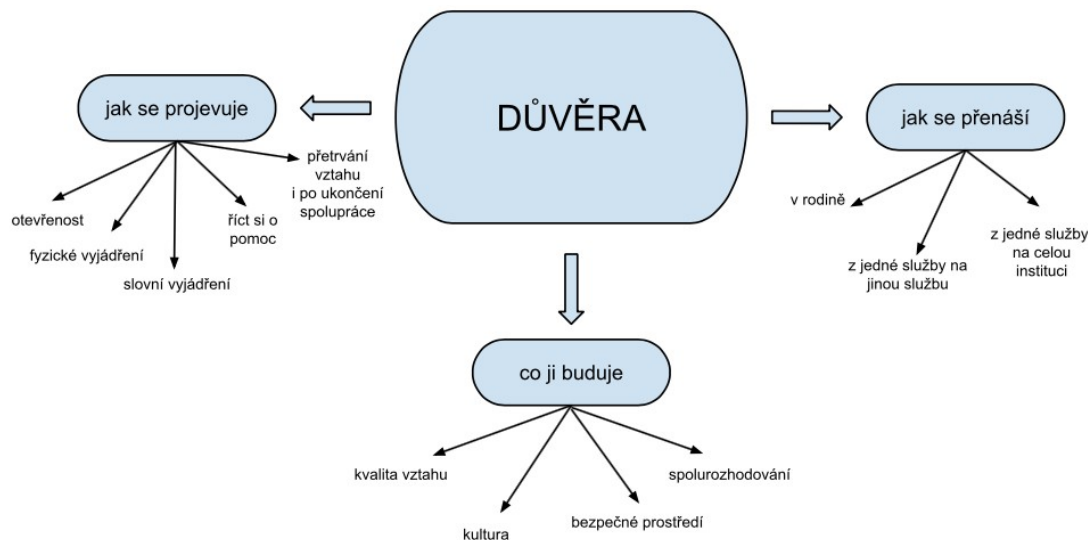 DŮVĚRA
jak se projevuje
otevřenost
fyzické vyjádření
slovní vyjádření
říct si o
pomoc
přetrvání
vztahu
i po ukončení
spolupráce
co ji buduje
kvalita vztahu
kultura
bezpečné prostředí
spolurozhodování
jak se přenáší
v rodině
z jedné služby na
jinou službu
z jedné služby
na celou
instituci